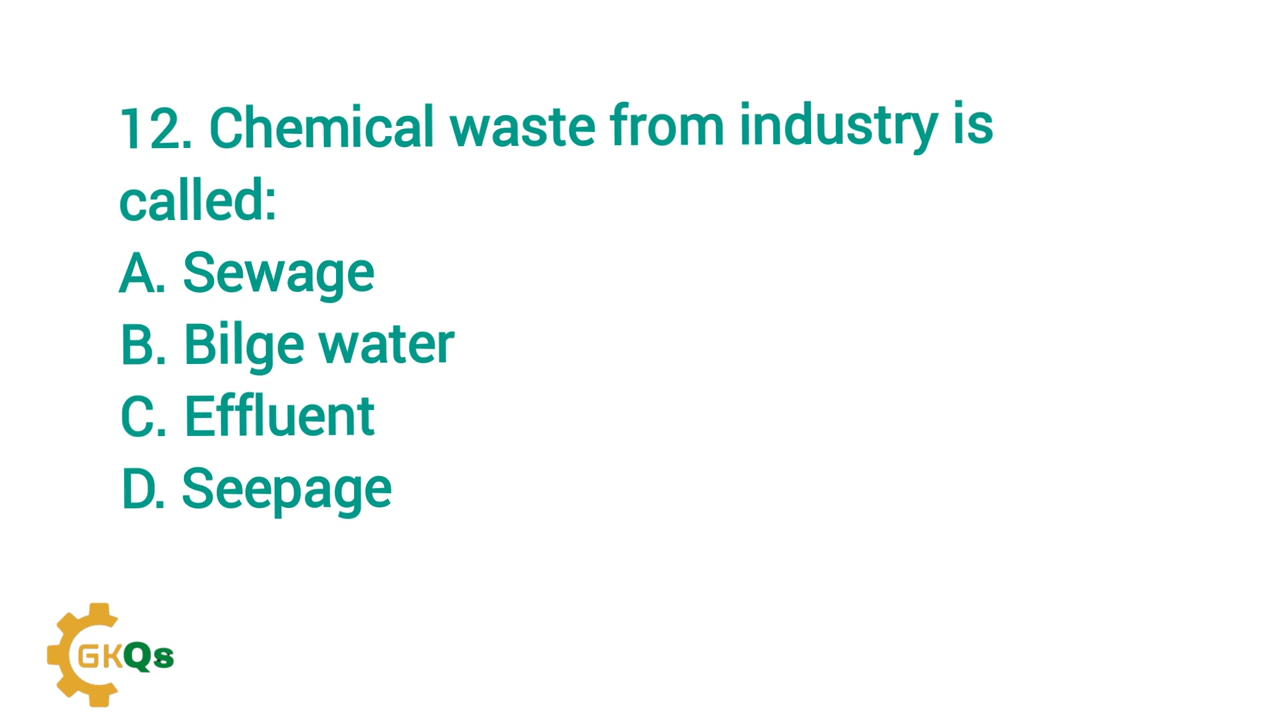 12. Chemical waste from industry is
called:
A. Sewage
B. Bilge water
C. Effluent
D. Seepage
GKQs